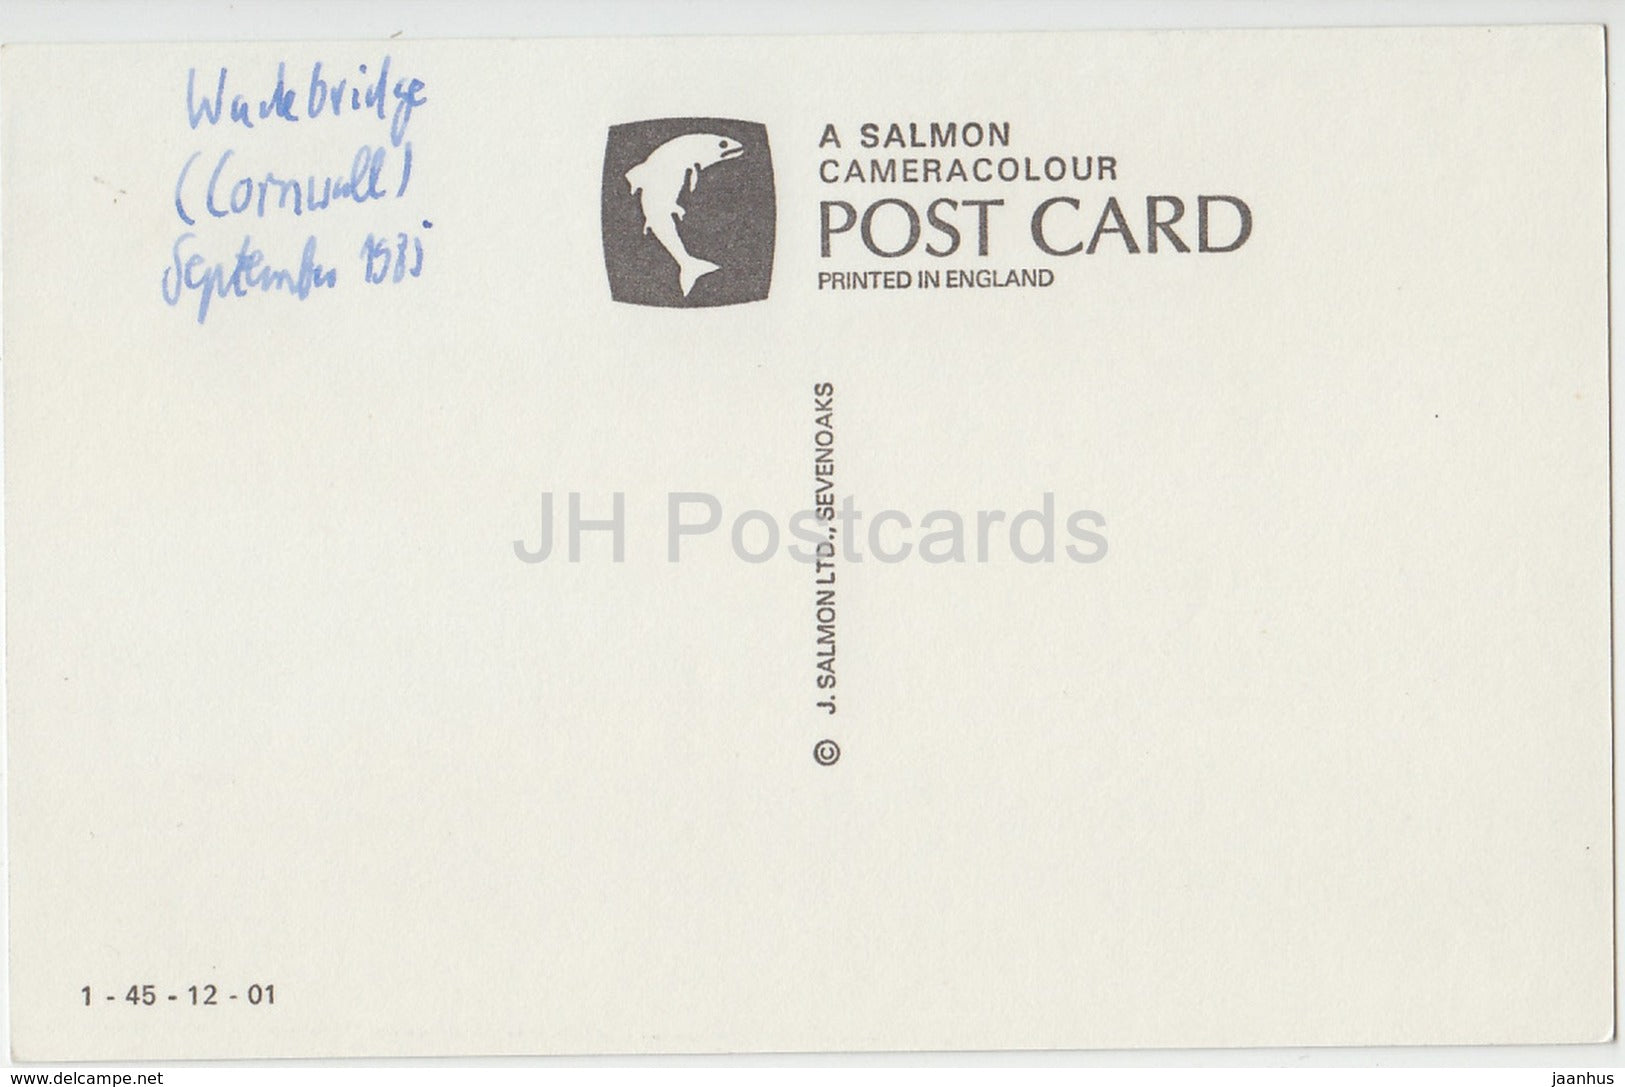 Wadebridge
(Cornwall)
September 1985
A SALMON
CAMERACOLOUR
POST CARD
PRINTED IN ENGLAND
© J. SALMON LTD., SEVENOAKS
JH Postcards
1 - 45 - 12 - 01
www.delcampe.net
jaanhus